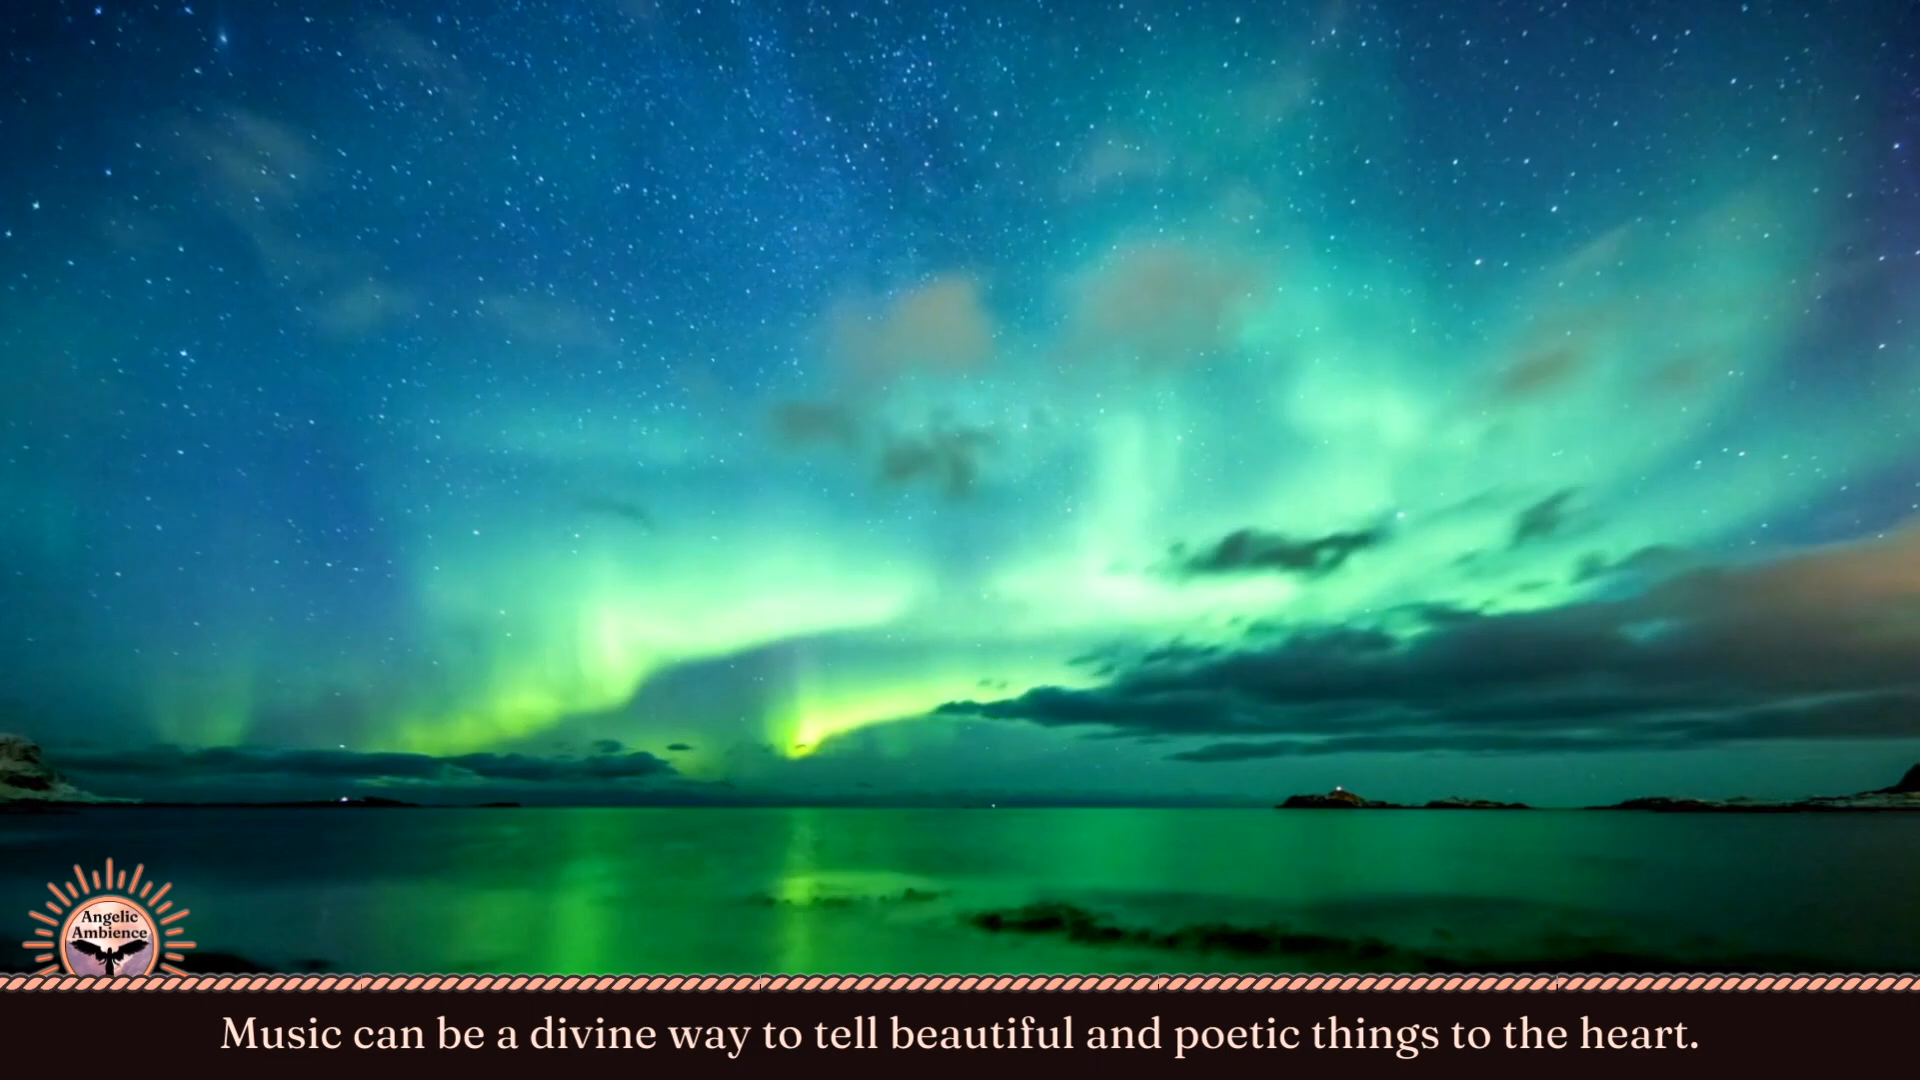 Angelic
Ambience
Music can be a divine way to tell beautiful and poetic things to the heart.